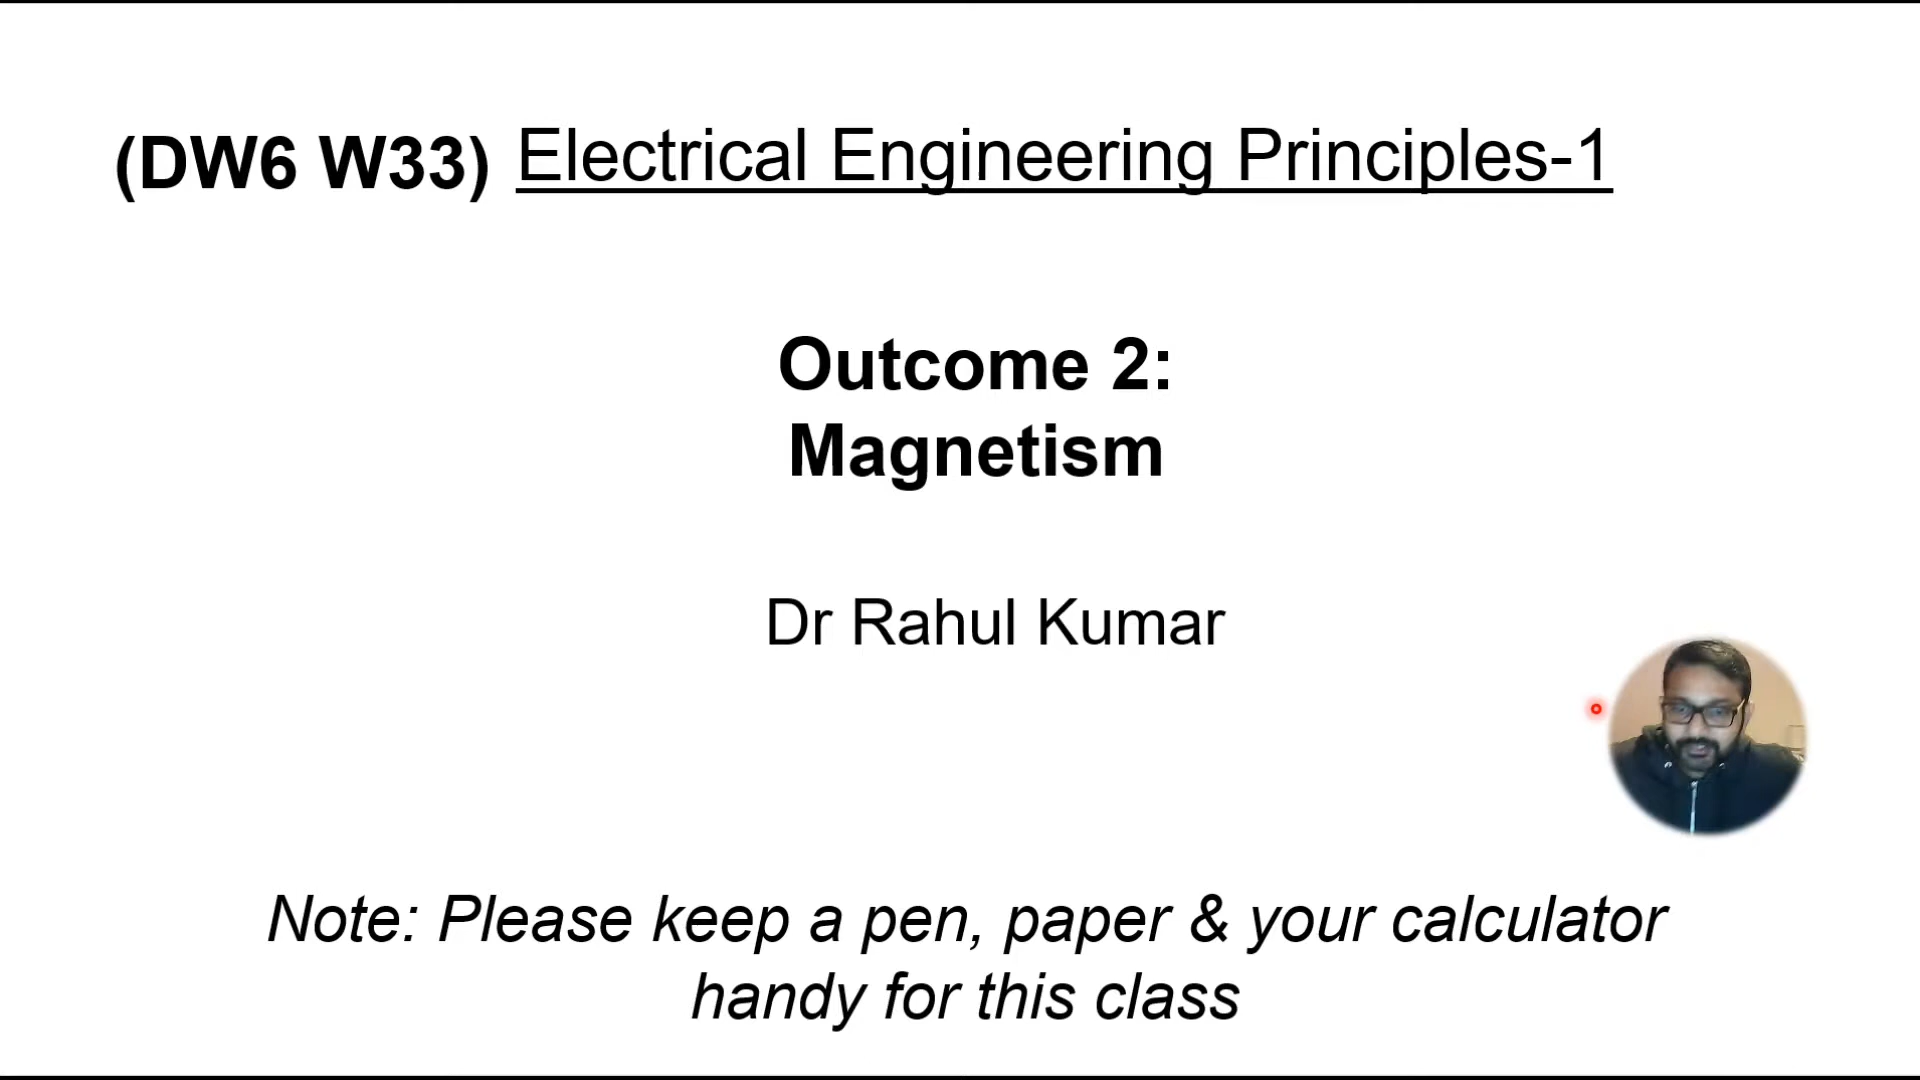 (DW6 W33) Electrical Engineering Principles-1
Outcome 2:
Magnetism
Dr Rahul Kumar
Note: Please keep a pen, paper & your calculator
handy for this class